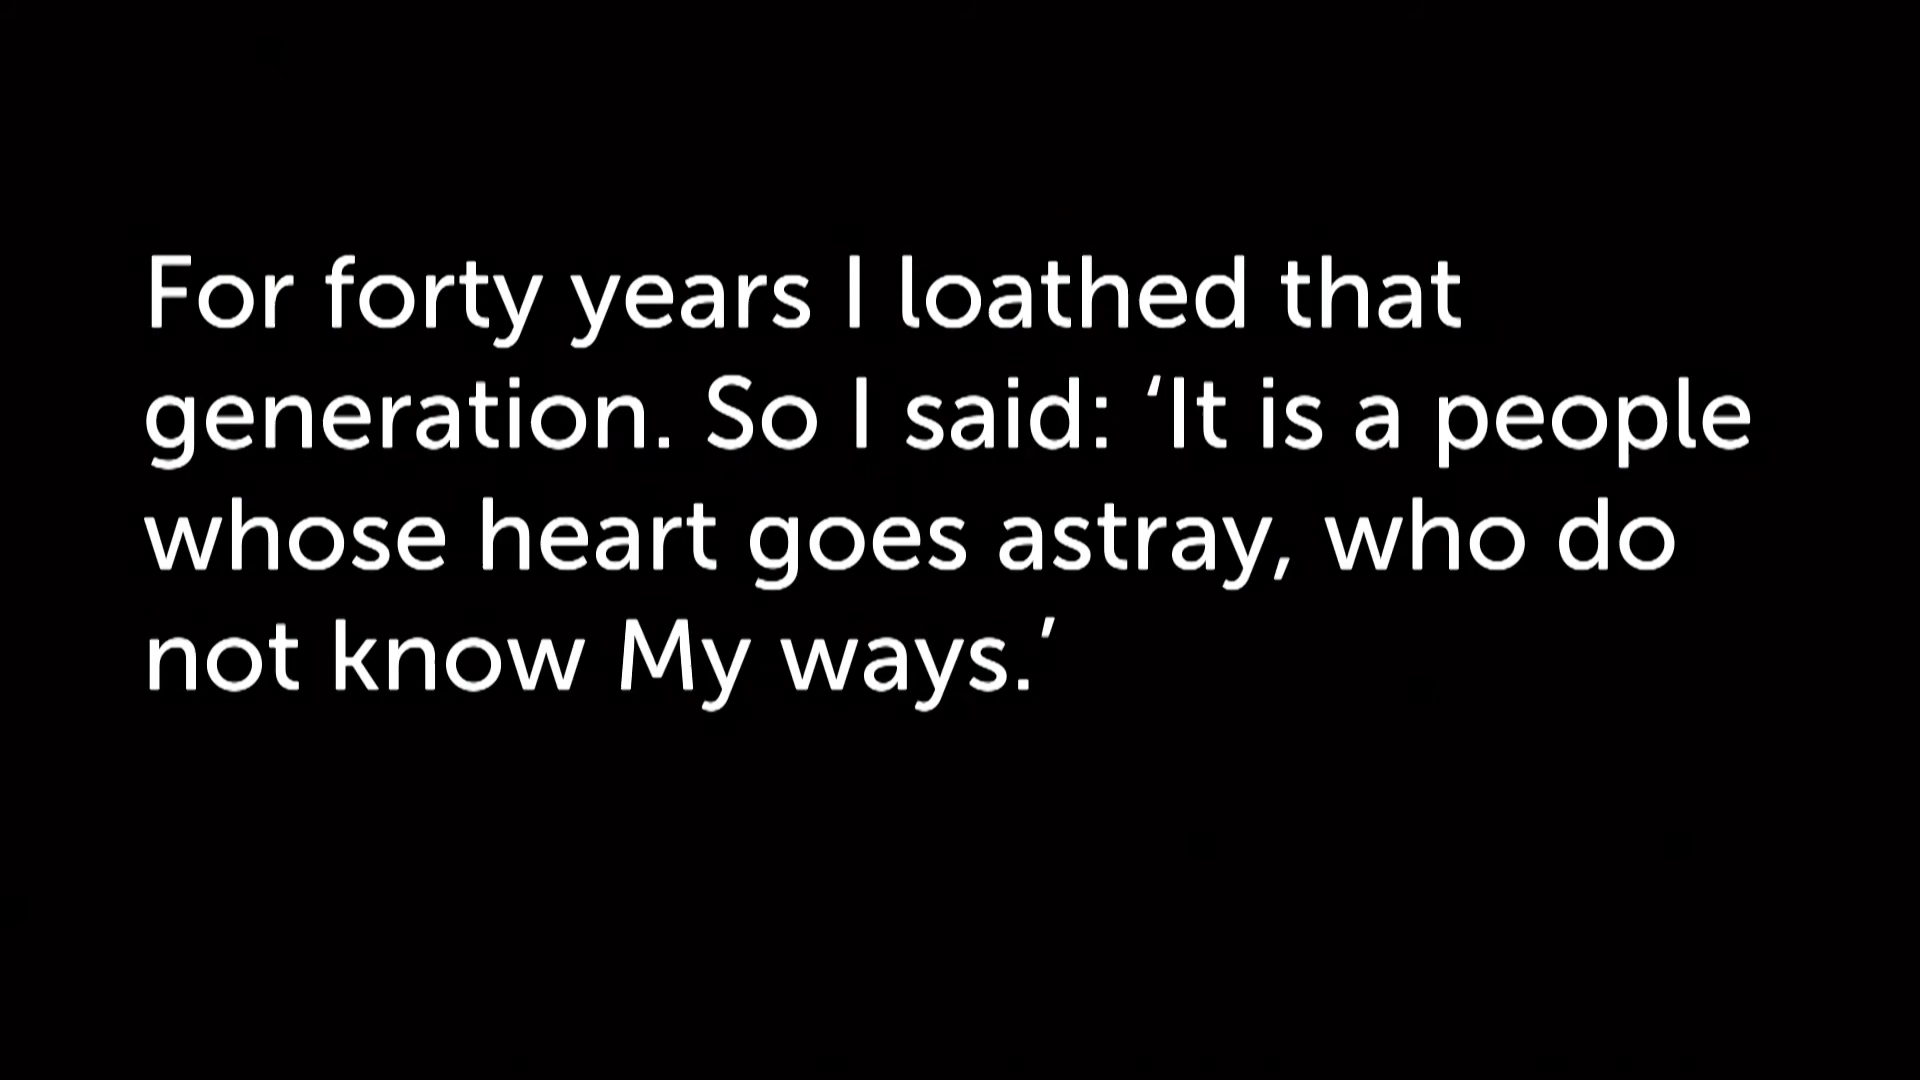 For forty years I loathed that
generation. So I said: ‘It is a people
whose heart goes astray, who do
not know My ways.’